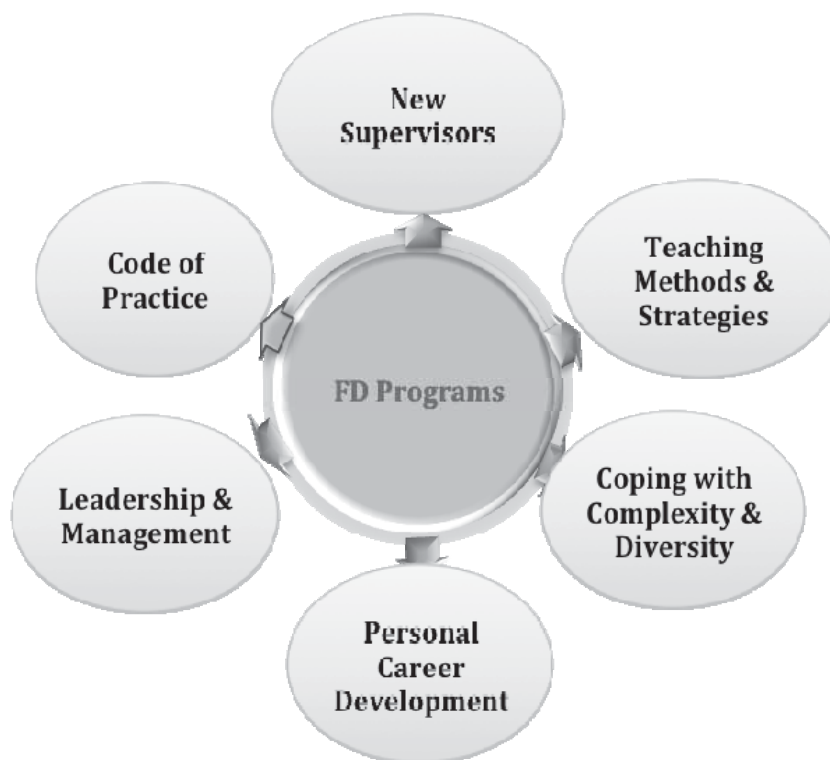 New
Supervisors
Code of
Practice
Teaching
Methods &
Strategies
FD Programs
Leadership &
Management
Coping with
Complexity &
Diversity
Personal
Career
Development